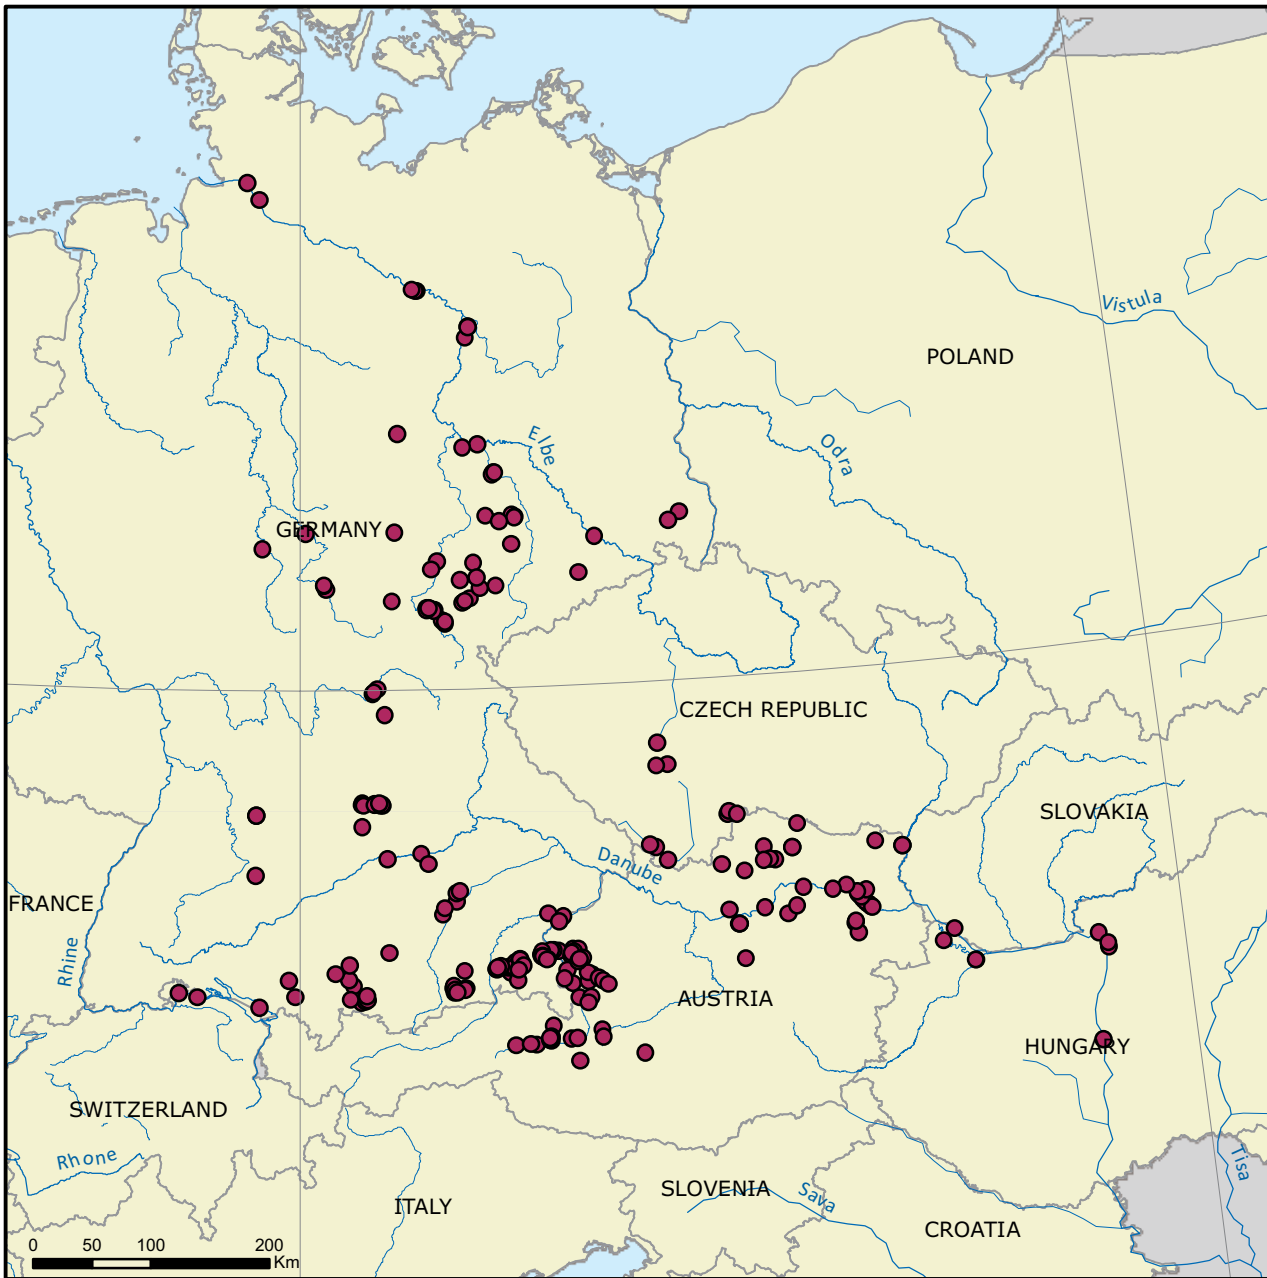 Vistula
POLAND
Elbe
Odra
GERMANY
CZECH REPUBLIC
SLOVAKIA
Danube
FRANCE
Rhine
AUSTRIA
HUNGARY
SWITZERLAND
Rhone
Tisa
SLOVENIA
Sava
ITALY
CROATIA
0 50 100 200
Km